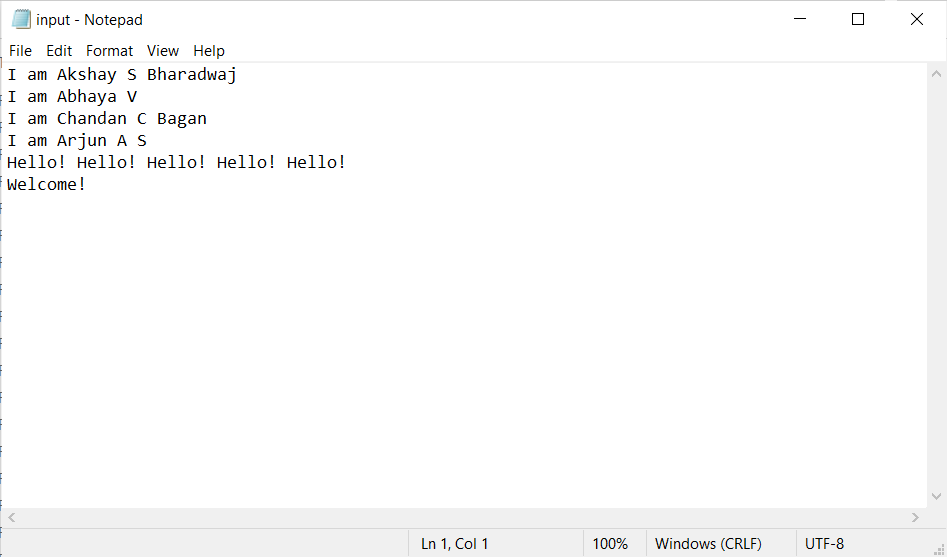 input - Notepad
File Edit Format View Help
I am Akshay S Bharadwaj
I am Abhaya V
I am Chandan C Bagan
I am Arjun A S
Hello! Hello! Hello! Hello! Hello!
Welcome!
Ln 1, Col 1 100% Windows (CRLF) UTF-8